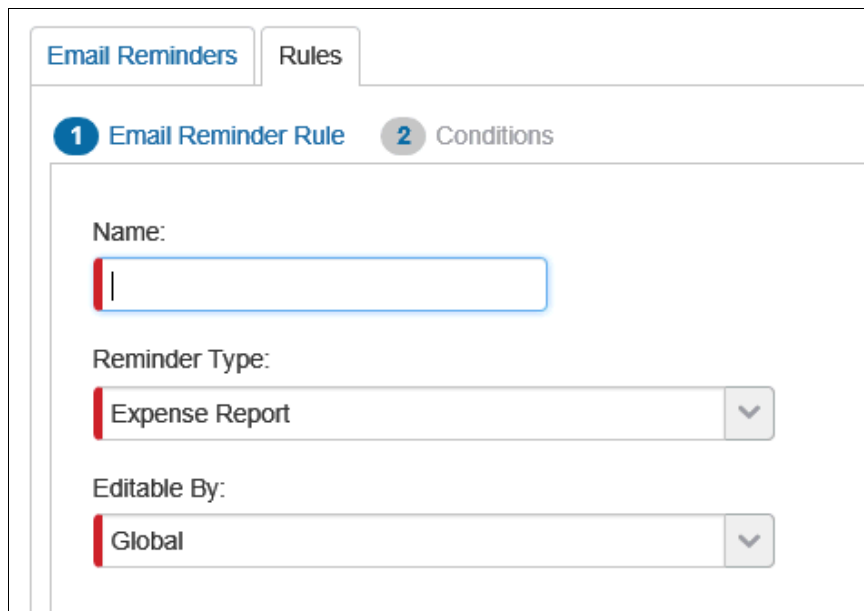 Email Reminders Rules
1 Email Reminder Rule 2 Conditions
Name:
Reminder Type:
Expense Report
Editable By:
Global